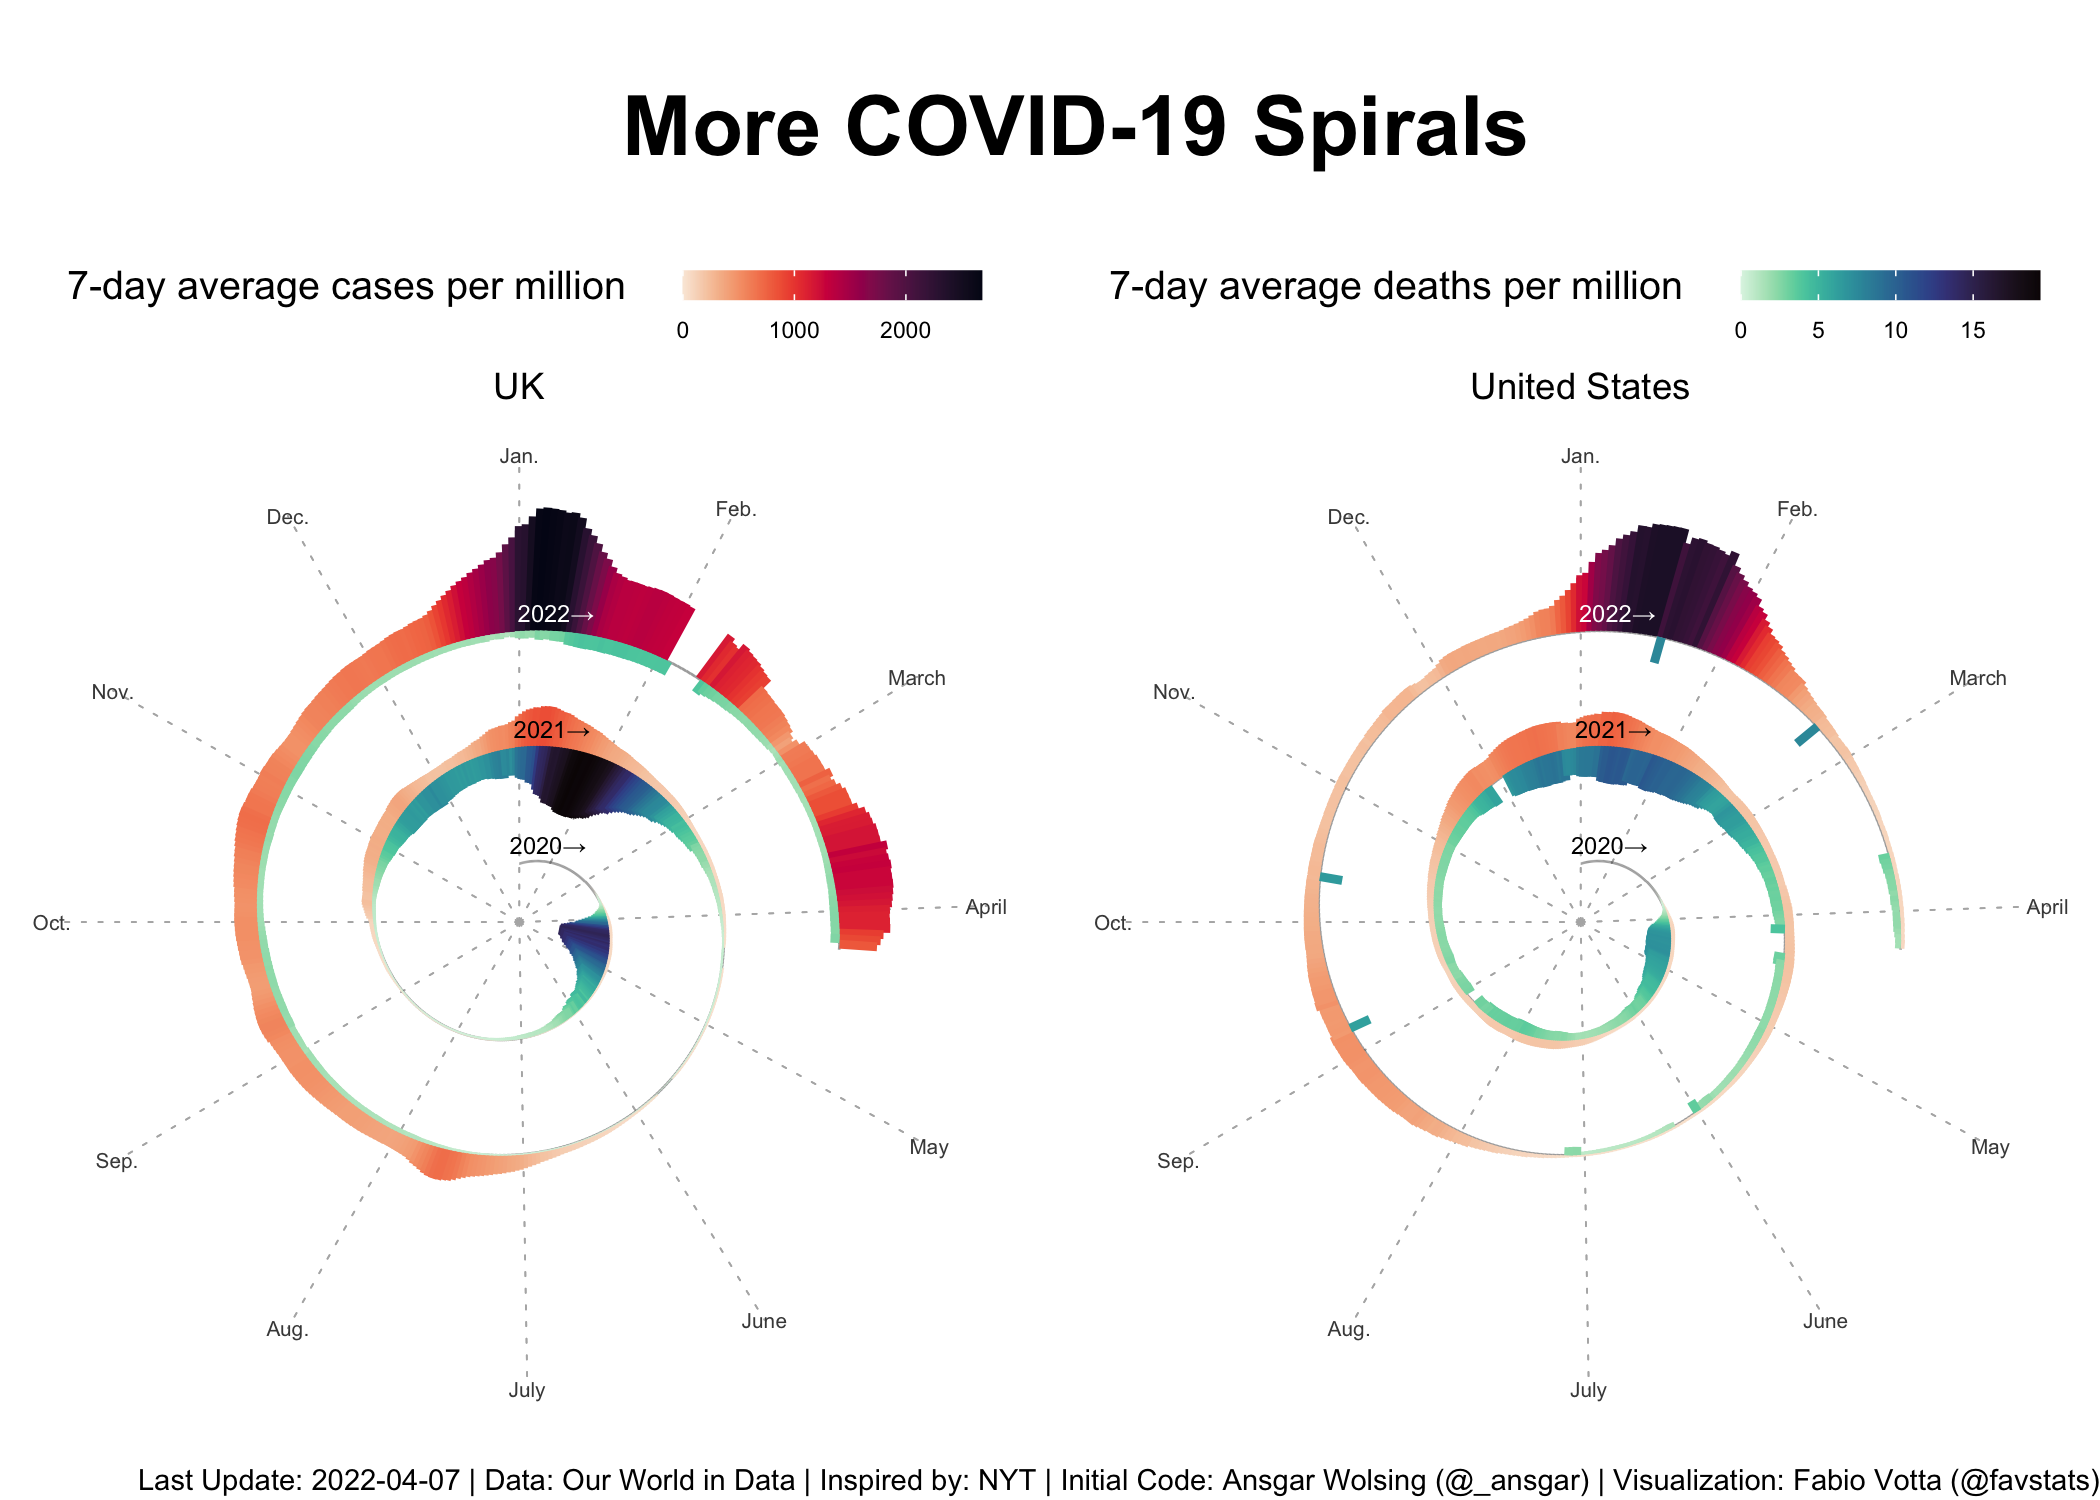 More COVID-19 Spirals
7-day average cases per million
0 1000 2000
7-day average deaths per million
0 5 10 15
UK
Jan.
Feb.
March
April
May
June
July
Aug.
Sep.
Oct.
Nov.
Dec.
2022→
2021→
2020→
United States
Jan.
Feb.
March
April
May
June
July
Aug.
Sep.
Oct.
Nov.
Dec.
2022→
2021→
2020→
Last Update: 2022-04-07 | Data: Our World in Data | Inspired by: NYT | Initial Code: Ansgar Wolsing (@_ansgar) | Visualization: Fabio Votta (@favstats)